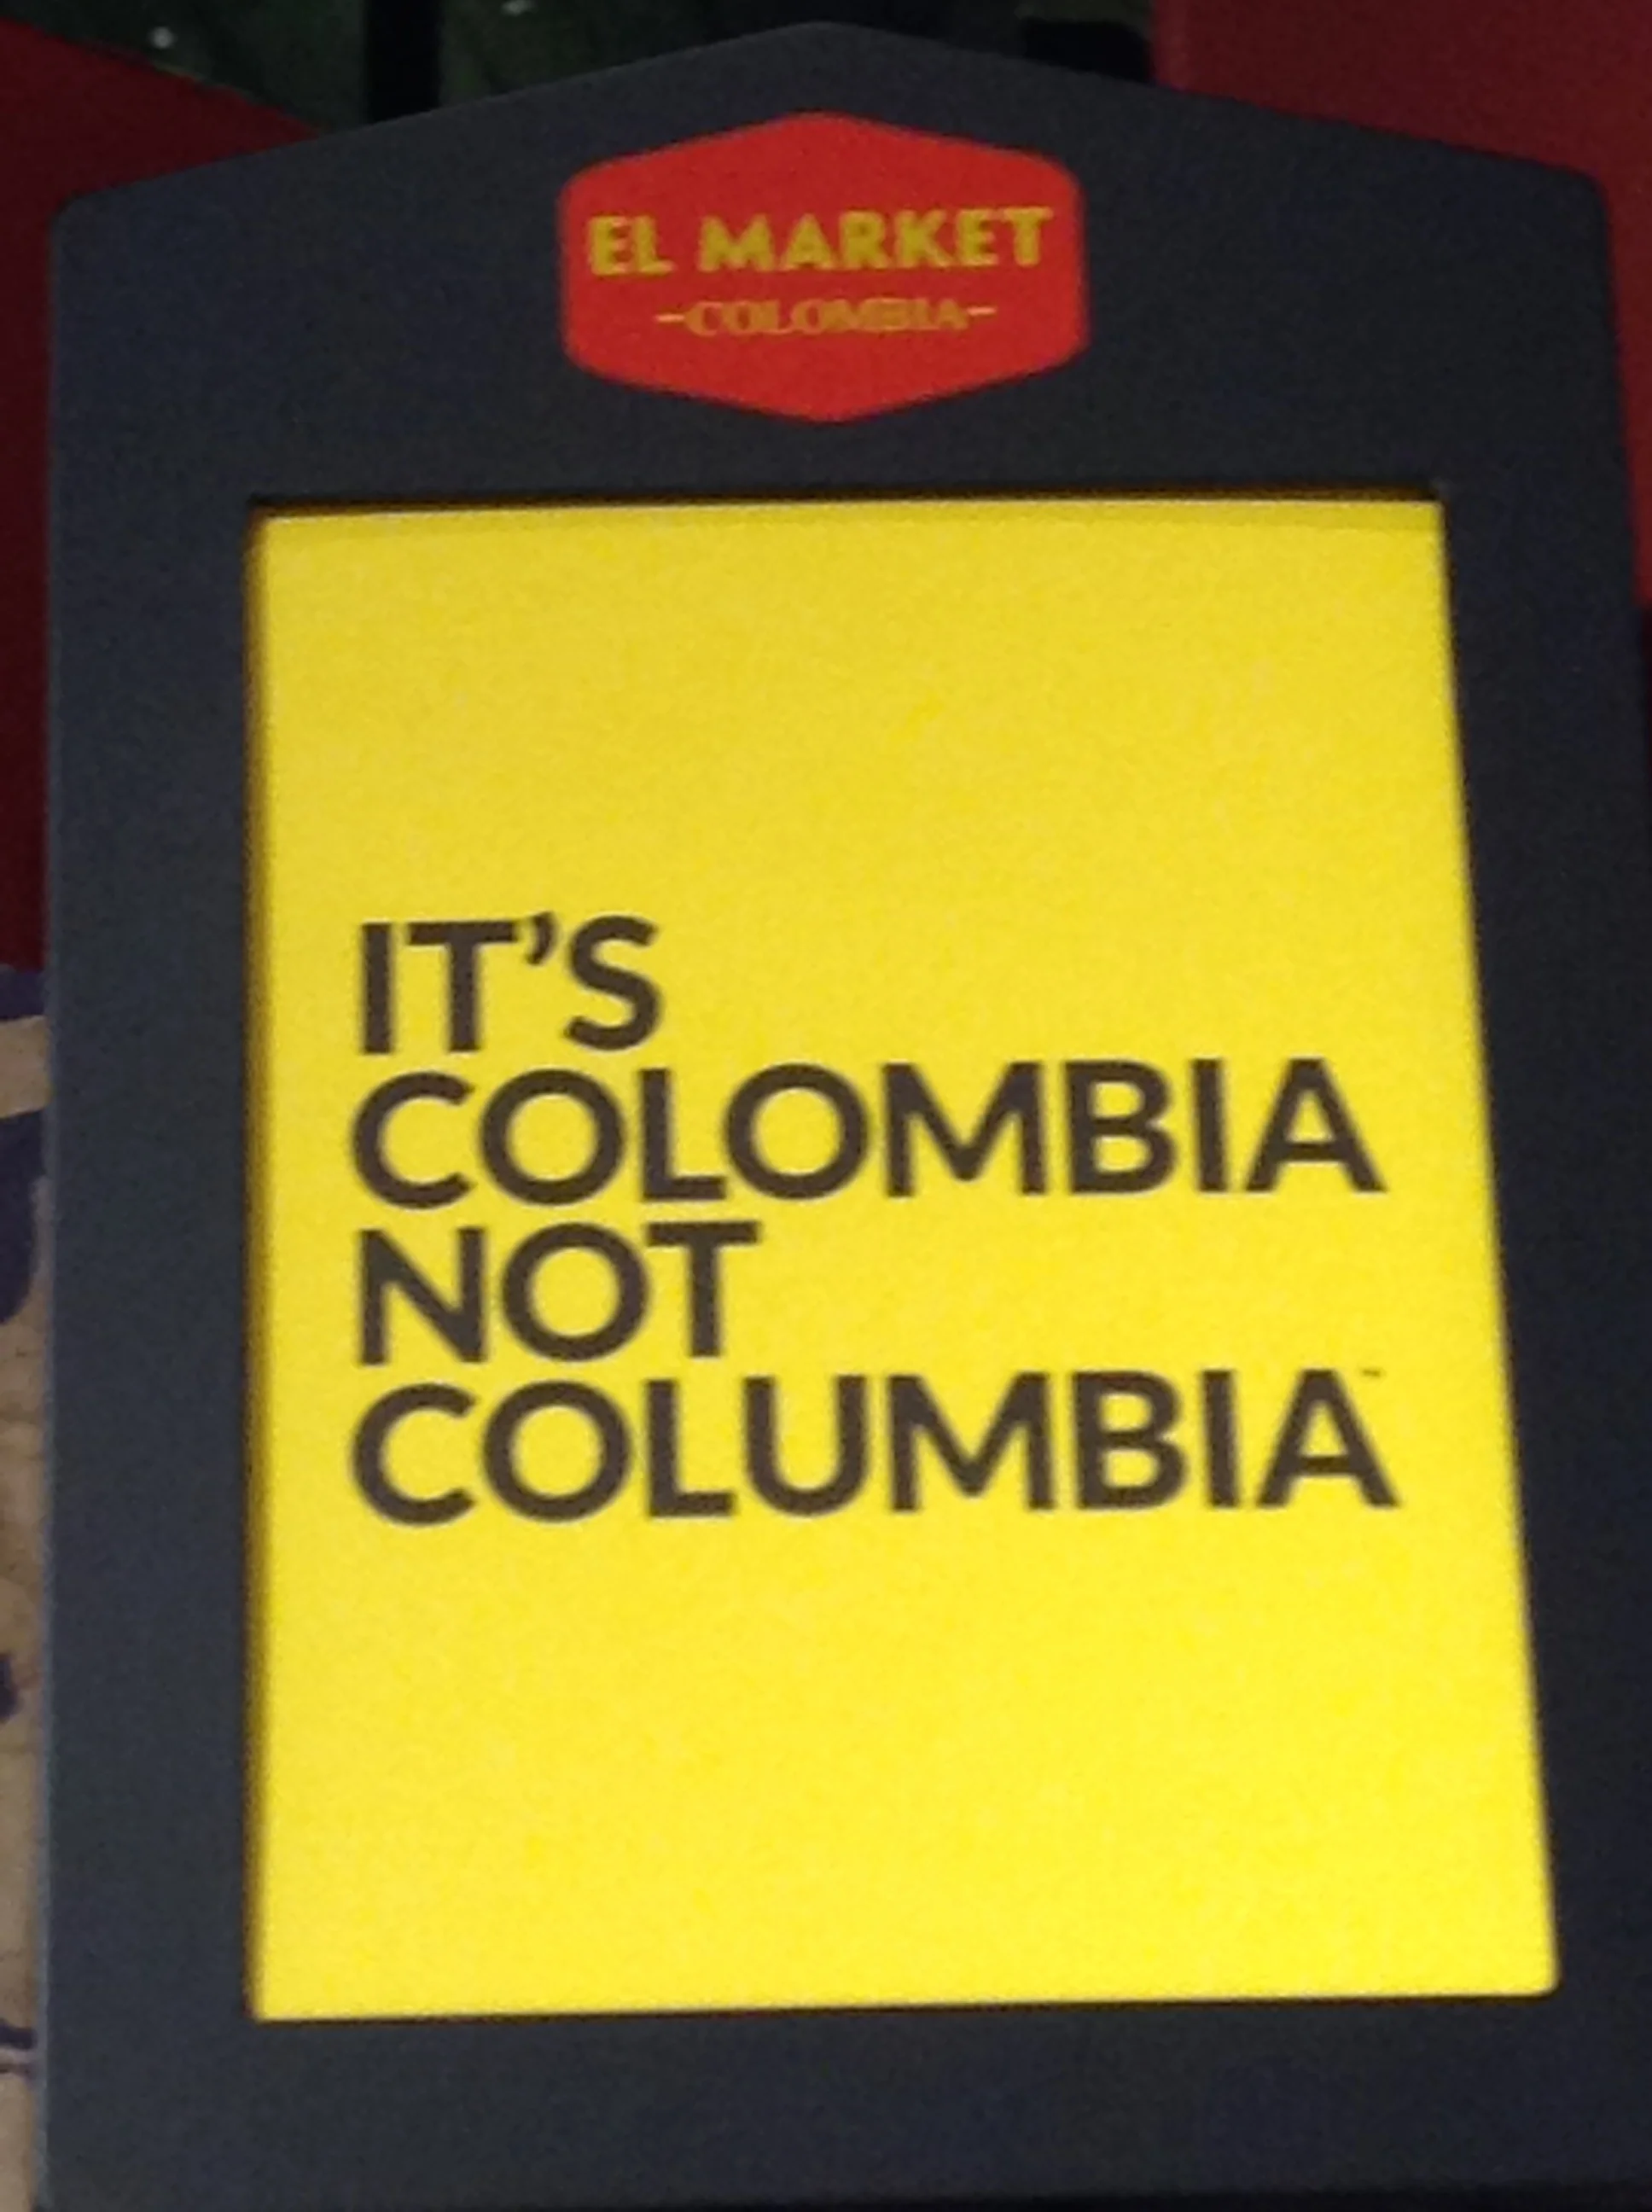 EL MARKET
-COLOMBIA-
IT'S
COLOMBIA
NOT
COLUMBIA